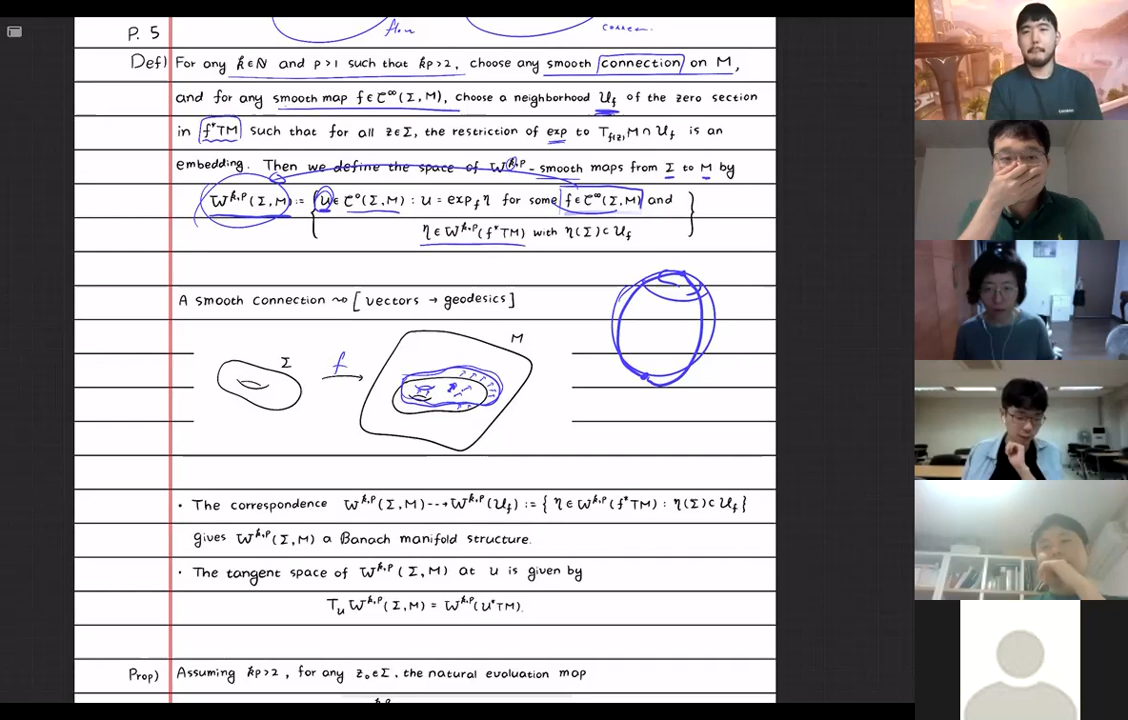 P. 5
flow
Def) For any k∈ℕ and p>1 such that kp>2, choose any smooth connection on M,
and for any smooth map f∈C^∞(Σ,M), choose a neighborhood U_f of the zero section
in f*TM such that for all z∈Σ, the restriction of exp to T_{f(z)}M∩U_f is an
embedding. Then we define the space of W^{k,p}-smooth maps from Σ to M by
W^{k,p}(Σ,M) := { u∈C^0(Σ,M) : u = exp_f η for some f∈C^∞(Σ,M) and
η∈W^{k,p}(f*TM) with η(Σ)⊂U_f }
A smooth connection ⇝ [vectors → geodesics]
Σ
f
M
• The correspondence W^{k,p}(Σ,M) ⇢ W^{k,p}(U_f) := { η∈W^{k,p}(f*TM) : η(Σ)⊂U_f }
gives W^{k,p}(Σ,M) a Banach manifold structure.
• The tangent space of W^{k,p}(Σ,M) at u is given by
T_u W^{k,p}(Σ,M) = W^{k,p}(u*TM).
Prop) Assuming kp>2, for any z_0∈Σ, the natural evaluation map